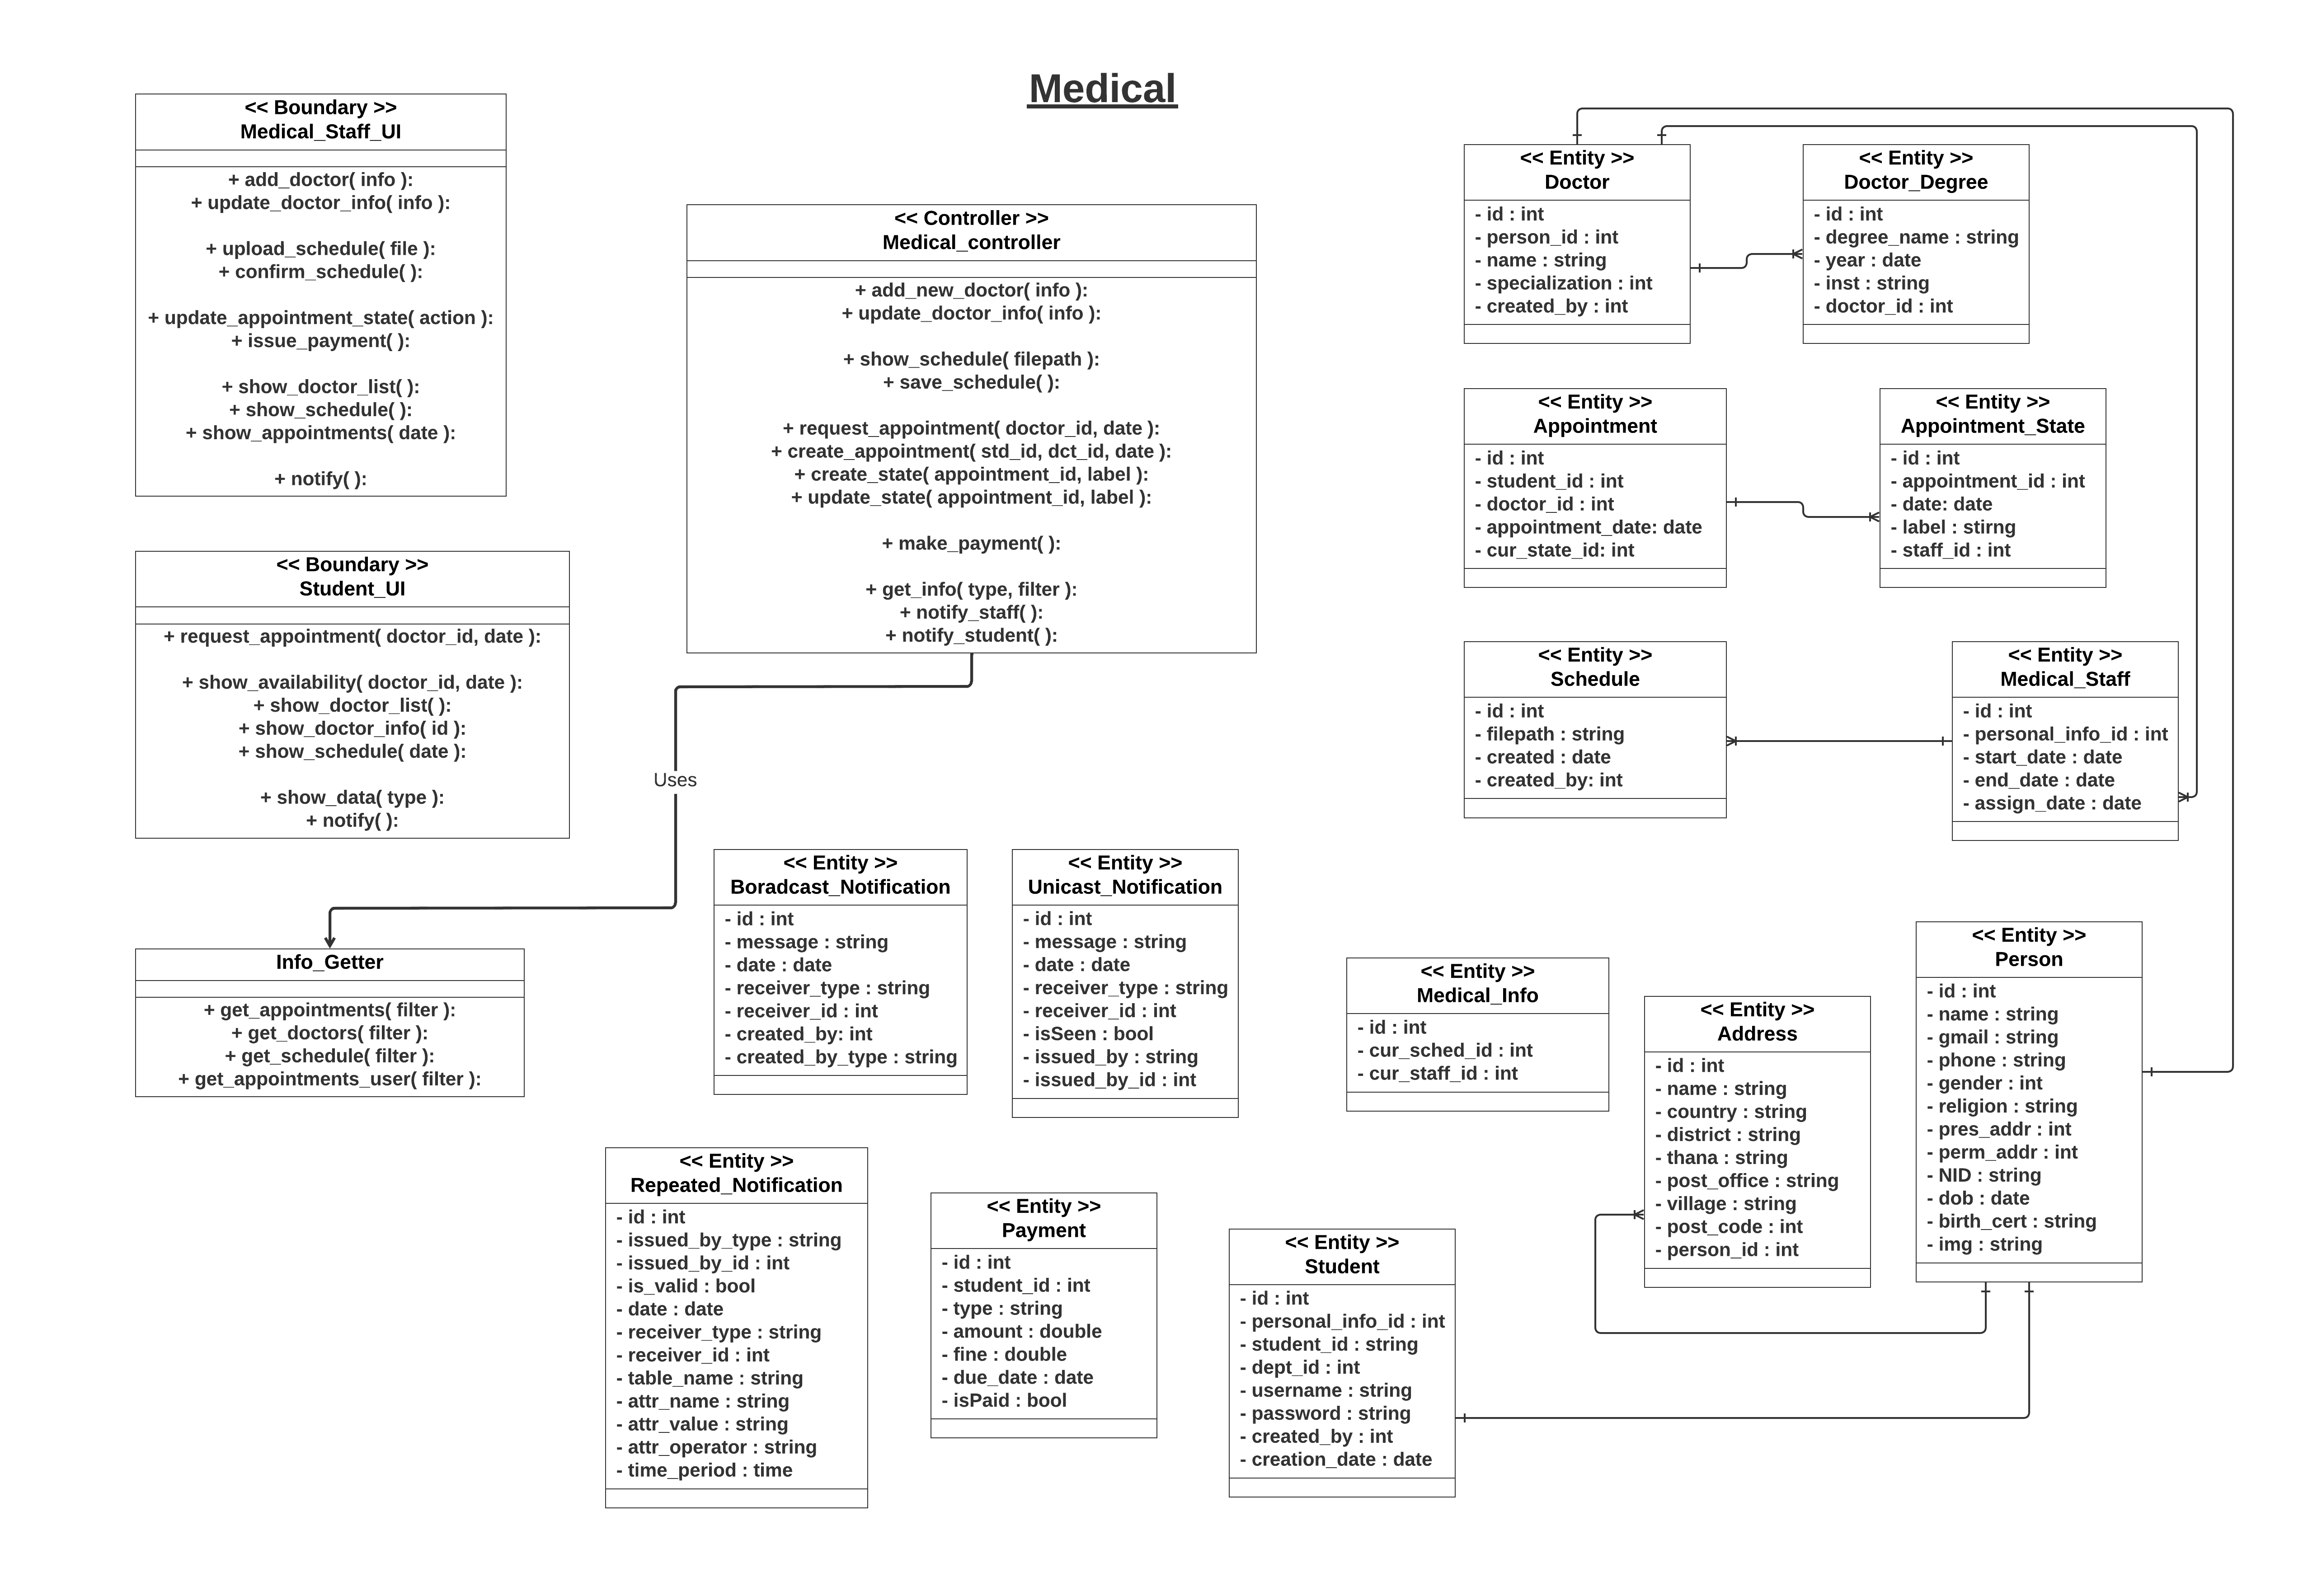 Medical
<< Boundary >>
Medical_Staff_UI
+ add_doctor( info ):
+ update_doctor_info( info ):
+ upload_schedule( file ):
+ confirm_schedule( ):
+ update_appointment_state( action ):
+ issue_payment( ):
+ show_doctor_list( ):
+ show_schedule( ):
+ show_appointments( date ):
+ notify( ):
<< Boundary >>
Student_UI
+ request_appointment( doctor_id, date ):
+ show_availability( doctor_id, date ):
+ show_doctor_list( ):
+ show_doctor_info( id ):
+ show_schedule( date ):
+ show_data( type ):
+ notify( ):
<< Controller >>
Medical_controller
+ add_new_doctor( info ):
+ update_doctor_info( info ):
+ show_schedule( filepath ):
+ save_schedule( ):
+ request_appointment( doctor_id, date ):
+ create_appointment( std_id, dct_id, date ):
+ create_state( appointment_id, label ):
+ update_state( appointment_id, label ):
+ make_payment( ):
+ get_info( type, filter ):
+ notify_staff( ):
+ notify_student( ):
Uses
Info_Getter
+ get_appointments( filter ):
+ get_doctors( filter ):
+ get_schedule( filter ):
+ get_appointments_user( filter ):
<< Entity >>
Doctor
- id : int
- person_id : int
- name : string
- specialization : int
- created_by : int
<< Entity >>
Doctor_Degree
- id : int
- degree_name : string
- year : date
- inst : string
- doctor_id : int
<< Entity >>
Appointment
- id : int
- student_id : int
- doctor_id : int
- appointment_date: date
- cur_state_id: int
<< Entity >>
Appointment_State
- id : int
- appointment_id : int
- date: date
- label : stirng
- staff_id : int
<< Entity >>
Schedule
- id : int
- filepath : string
- created : date
- created_by: int
<< Entity >>
Medical_Staff
- id : int
- personal_info_id : int
- start_date : date
- end_date : date
- assign_date : date
<< Entity >>
Boradcast_Notification
- id : int
- message : string
- date : date
- receiver_type : string
- receiver_id : int
- created_by: int
- created_by_type : string
<< Entity >>
Unicast_Notification
- id : int
- message : string
- date : date
- receiver_type : string
- receiver_id : int
- isSeen : bool
- issued_by : string
- issued_by_id : int
<< Entity >>
Medical_Info
- id : int
- cur_sched_id : int
- cur_staff_id : int
<< Entity >>
Address
- id : int
- name : string
- country : string
- district : string
- thana : string
- post_office : string
- village : string
- post_code : int
- person_id : int
<< Entity >>
Person
- id : int
- name : string
- gmail : string
- phone : string
- gender : int
- religion : string
- pres_addr : int
- perm_addr : int
- NID : string
- dob : date
- birth_cert : string
- img : string
<< Entity >>
Repeated_Notification
- id : int
- issued_by_type : string
- issued_by_id : int
- is_valid : bool
- date : date
- receiver_type : string
- receiver_id : int
- table_name : string
- attr_name : string
- attr_value : string
- attr_operator : string
- time_period : time
<< Entity >>
Payment
- id : int
- student_id : int
- type : string
- amount : double
- fine : double
- due_date : date
- isPaid : bool
<< Entity >>
Student
- id : int
- personal_info_id : int
- student_id : string
- dept_id : int
- username : string
- password : string
- created_by : int
- creation_date : date